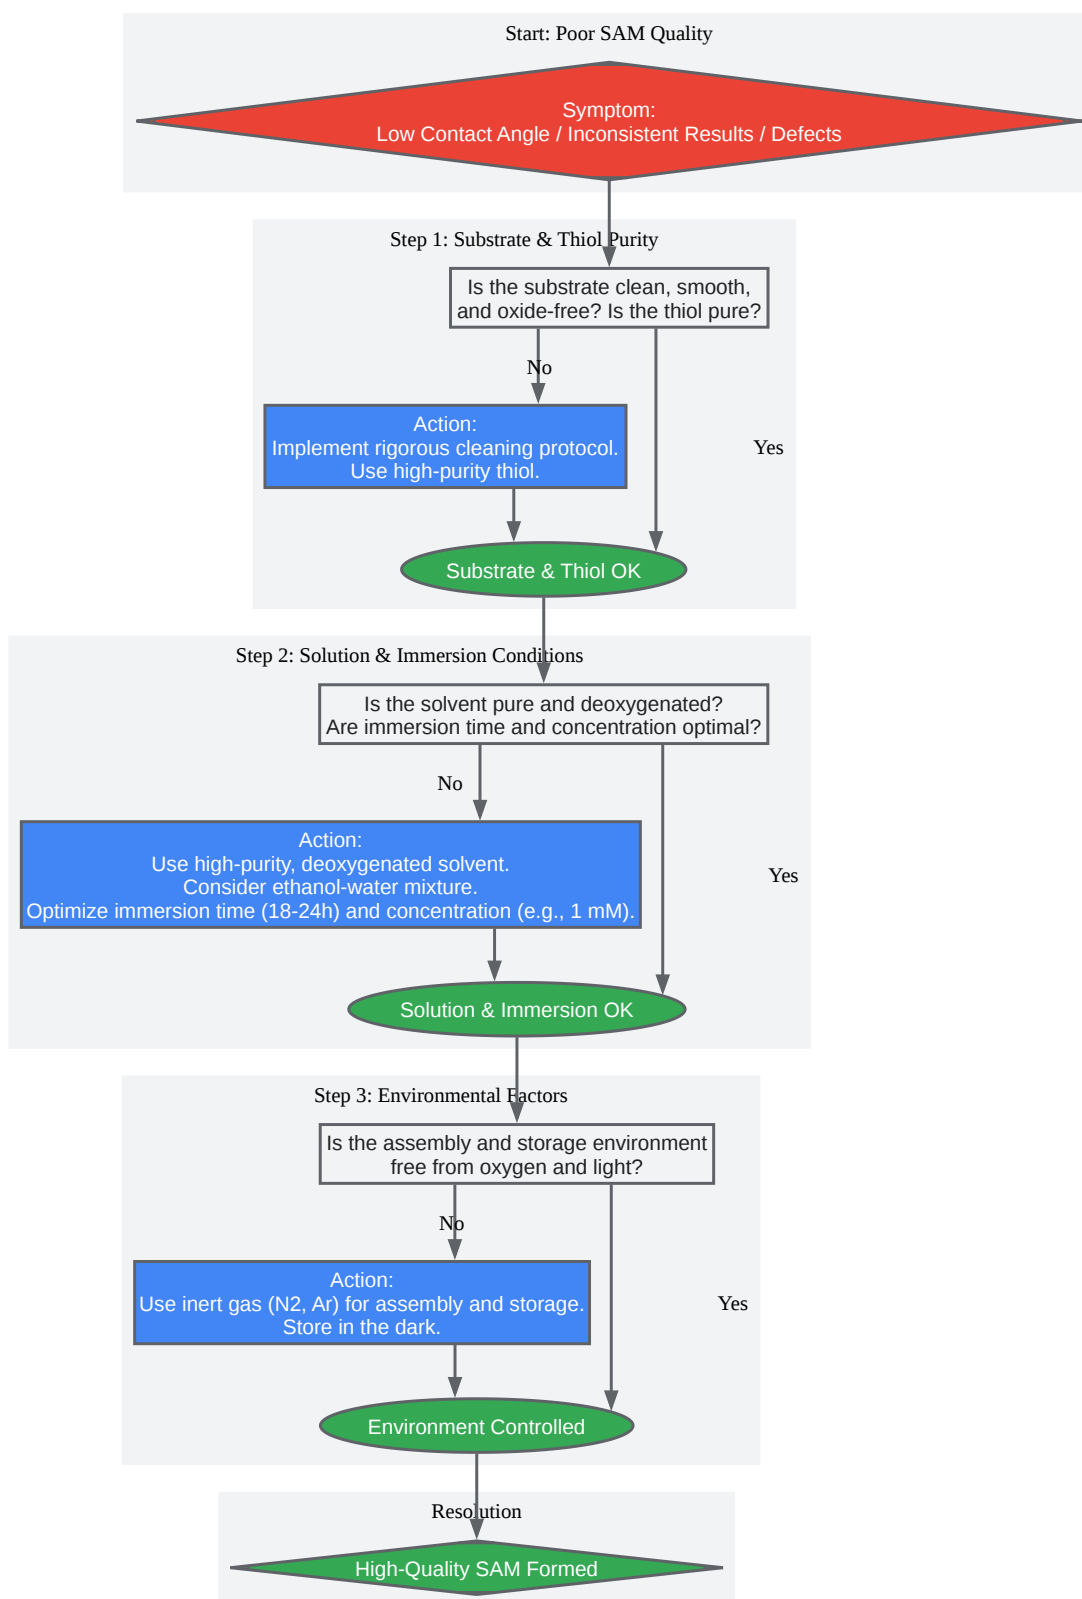 Start: Poor SAM Quality
Symptom:
Low Contact Angle / Inconsistent Results / Defects
Step 1: Substrate & Thiol Purity
Is the substrate clean, smooth,
and oxide-free? Is the thiol pure?
No
Action:
Implement rigorous cleaning protocol.
Use high-purity thiol.
Yes
Substrate & Thiol OK
Step 2: Solution & Immersion Conditions
Is the solvent pure and deoxygenated?
Are immersion time and concentration optimal?
No
Action:
Use high-purity, deoxygenated solvent.
Consider ethanol-water mixture.
Optimize immersion time (18-24h) and concentration (e.g., 1 mM).
Yes
Solution & Immersion OK
Step 3: Environmental Factors
Is the assembly and storage environment
free from oxygen and light?
No
Action:
Use inert gas (N2, Ar) for assembly and storage.
Store in the dark.
Yes
Environment Controlled
Resolution
High-Quality SAM Formed